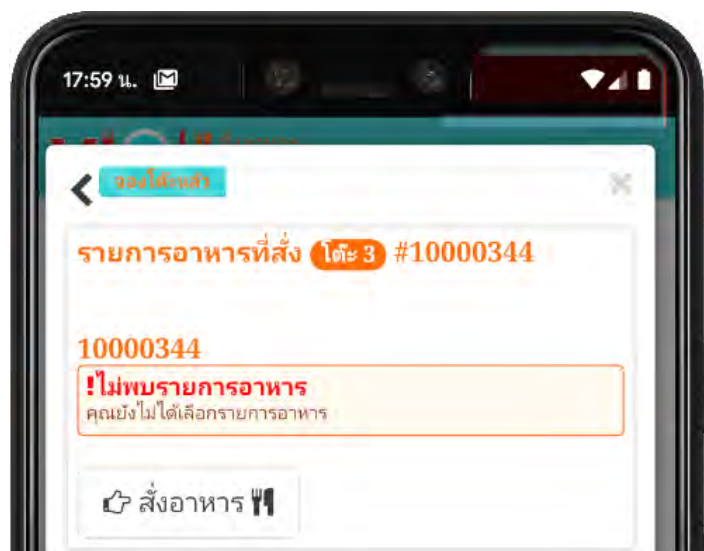 17:59 น.
จองโต๊ะแล้ว
รายการอาหารที่สั่ง โต๊ะ 3 #10000344
10000344
!ไม่พบรายการอาหาร
คุณยังไม่ได้เลือกรายการอาหาร
สั่งอาหาร